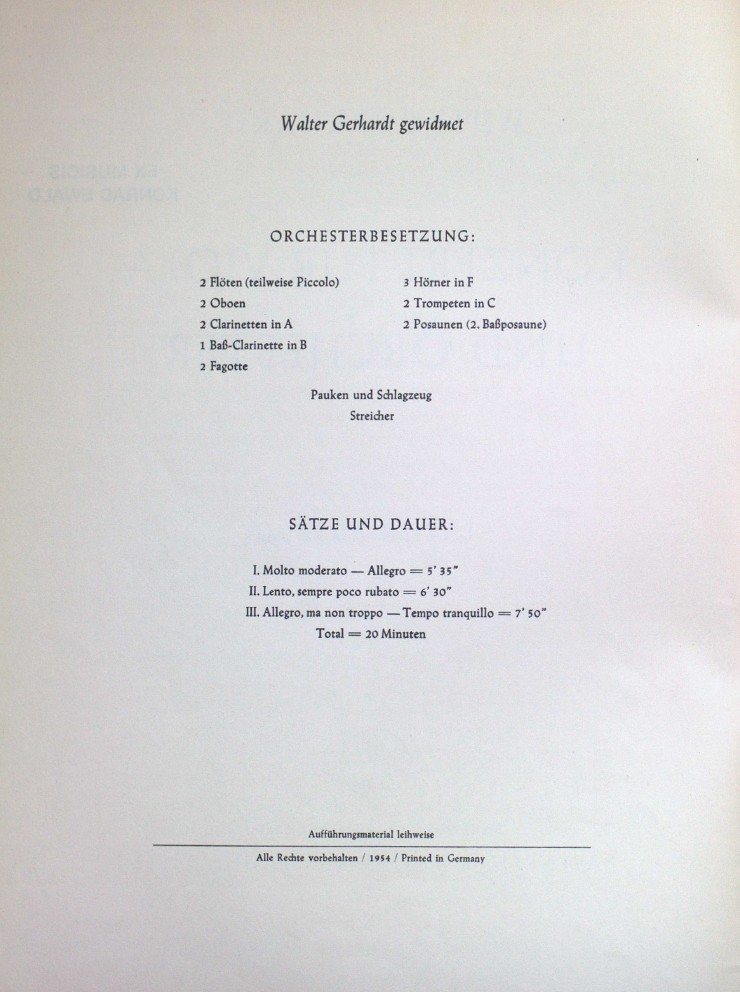 Walter Gerhardt gewidmet
ORCHESTERBESETZUNG:
2 Flöten (teilweise Piccolo)
2 Oboen
2 Clarinetten in A
1 Baß-Clarinette in B
2 Fagotte
3 Hörner in F
2 Trompeten in C
2 Posaunen (2. Baßposaune)
Pauken und Schlagzeug
Streicher
SÄTZE UND DAUER:
I. Molto moderato — Allegro = 5' 35"
II. Lento, sempre poco rubato = 6' 30"
III. Allegro, ma non troppo — Tempo tranquillo = 7' 50"
Total = 20 Minuten
Aufführungsmaterial leihweise
Alle Rechte vorbehalten / 1954 / Printed in Germany